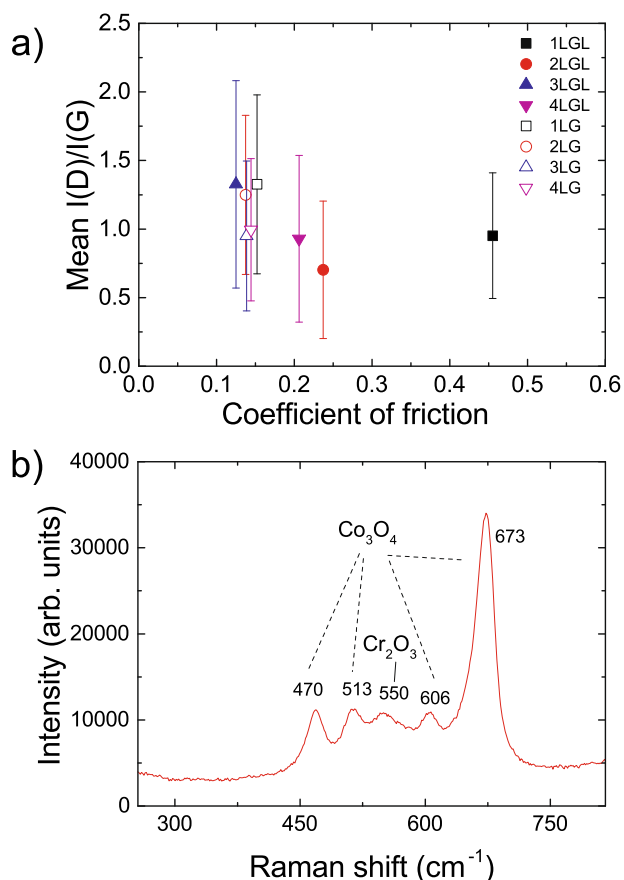 a)
2.5
2.0
1.5
1.0
0.5
0.0
Mean I(D)/I(G)
1LGL
2LGL
3LGL
4LGL
1LG
2LG
3LG
4LG
0.0 0.1 0.2 0.3 0.4 0.5 0.6
Coefficient of friction
b)
40000
30000
20000
10000
0
Intensity (arb. units)
Co₃O₄
673
Cr₂O₃
470 513 550 606
300 450 600 750
Raman shift (cm⁻¹)